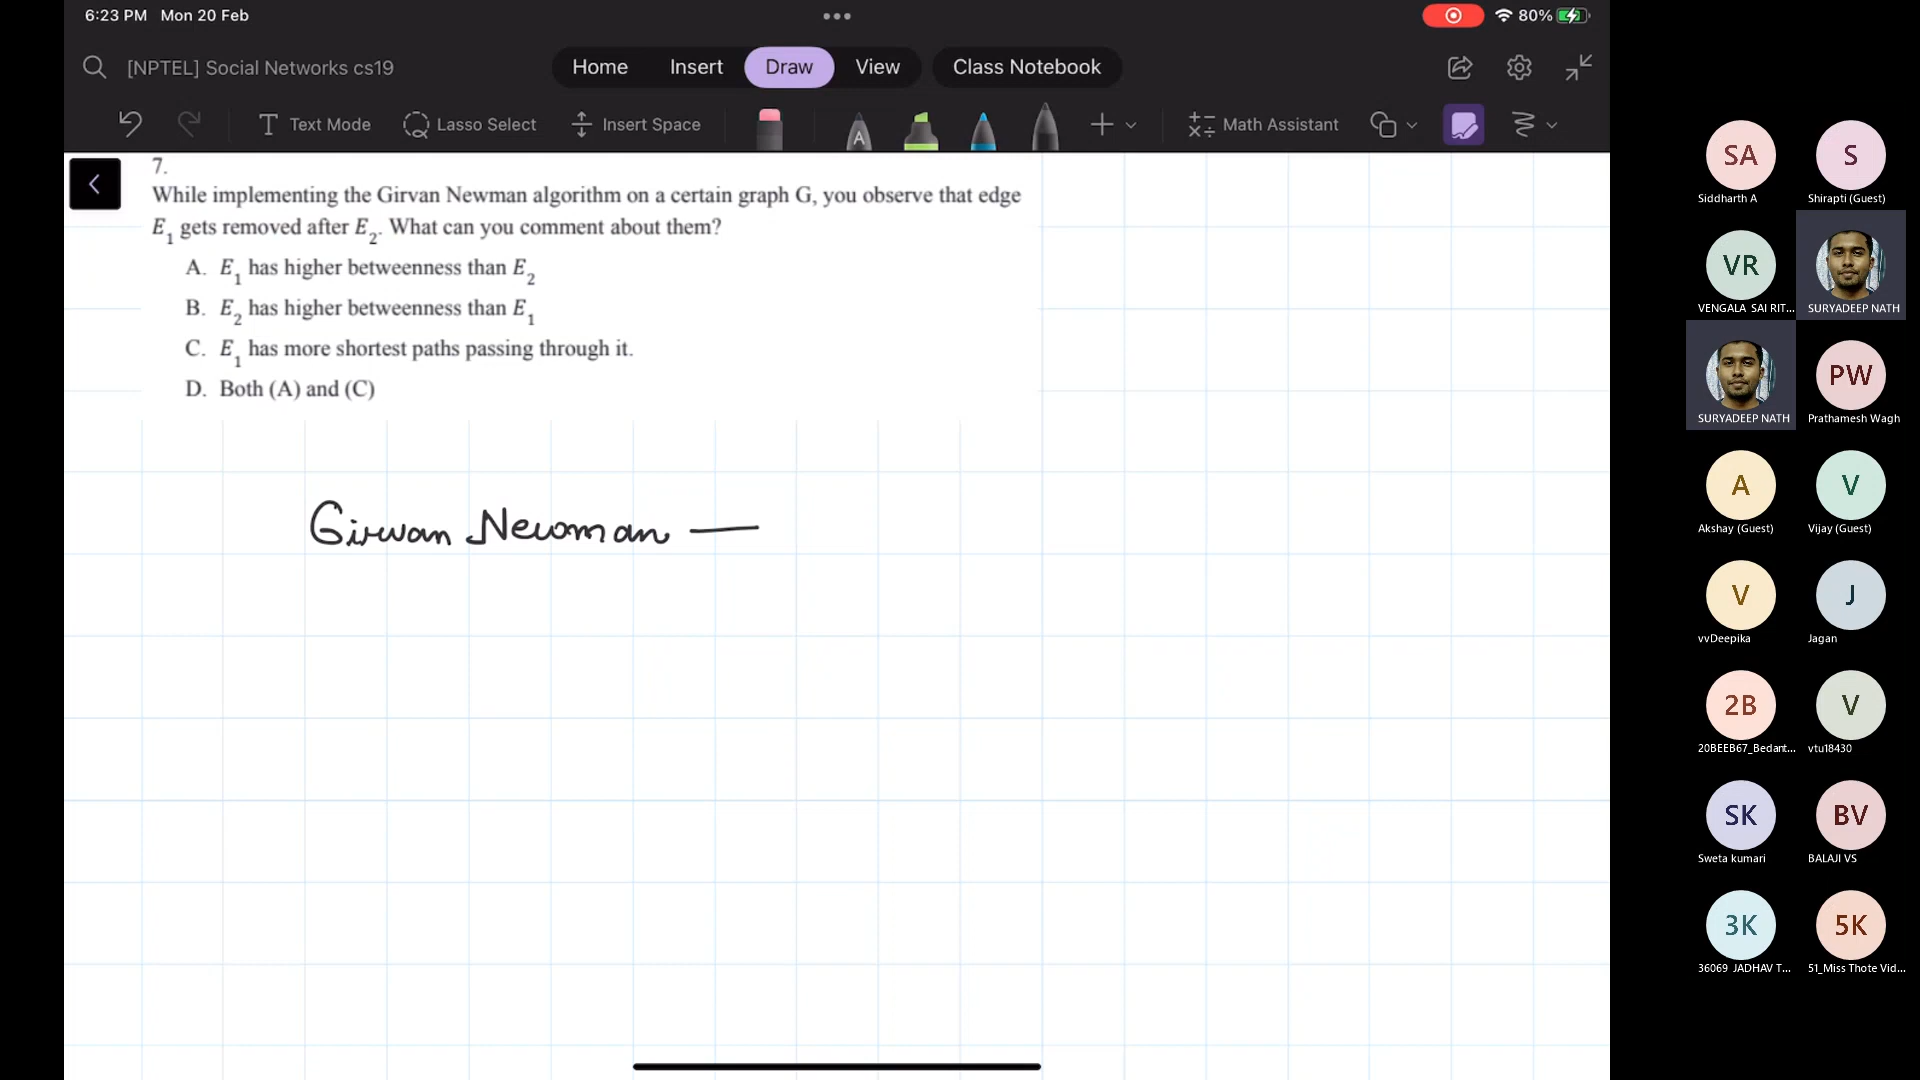 6:23 PM Mon 20 Feb
80%
[NPTEL] Social Networks cs19
Home Insert Draw View Class Notebook
Text Mode Lasso Select Insert Space A Math Assistant
7.
While implementing the Girvan Newman algorithm on a certain graph G, you observe that edge
E1 gets removed after E2. What can you comment about them?
A. E1 has higher betweenness than E2
B. E2 has higher betweenness than E1
C. E1 has more shortest paths passing through it.
D. Both (A) and (C)
Girvan Newman —
SA S
Siddharth A Shirapti (Guest)
VR
VENGALA SAI RIT... SURYADEEP NATH
PW
SURYADEEP NATH Prathamesh Wagh
A V
Akshay (Guest) Vijay (Guest)
V J
vvDeepika Jagan
2B V
20BEEB67_Bedant... vtu18430
SK BV
Sweta kumari BALAJI VS
3K 5K
36069 JADHAV T... 51_Miss Thote Vid...